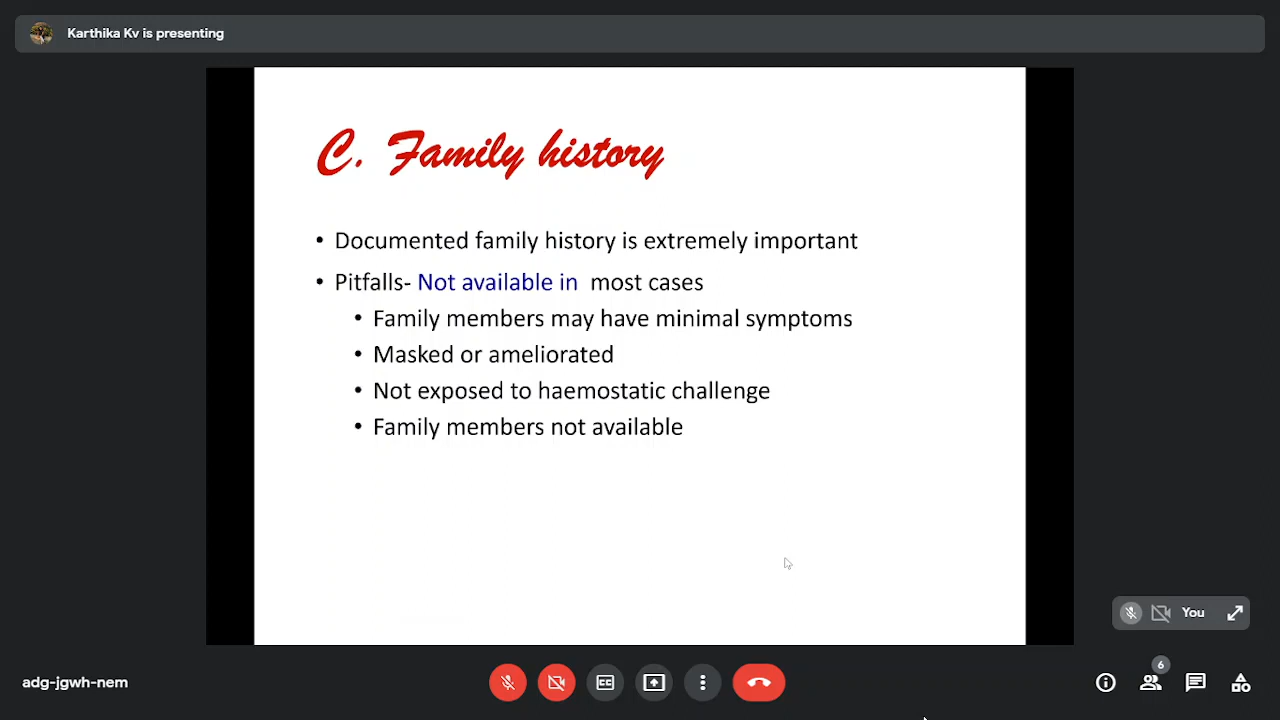 Karthika Kv is presenting
C. Family history
• Documented family history is extremely important
• Pitfalls- Not available in most cases
• Family members may have minimal symptoms
• Masked or ameliorated
• Not exposed to haemostatic challenge
• Family members not available
You
adg-jgwh-nem
CC
6